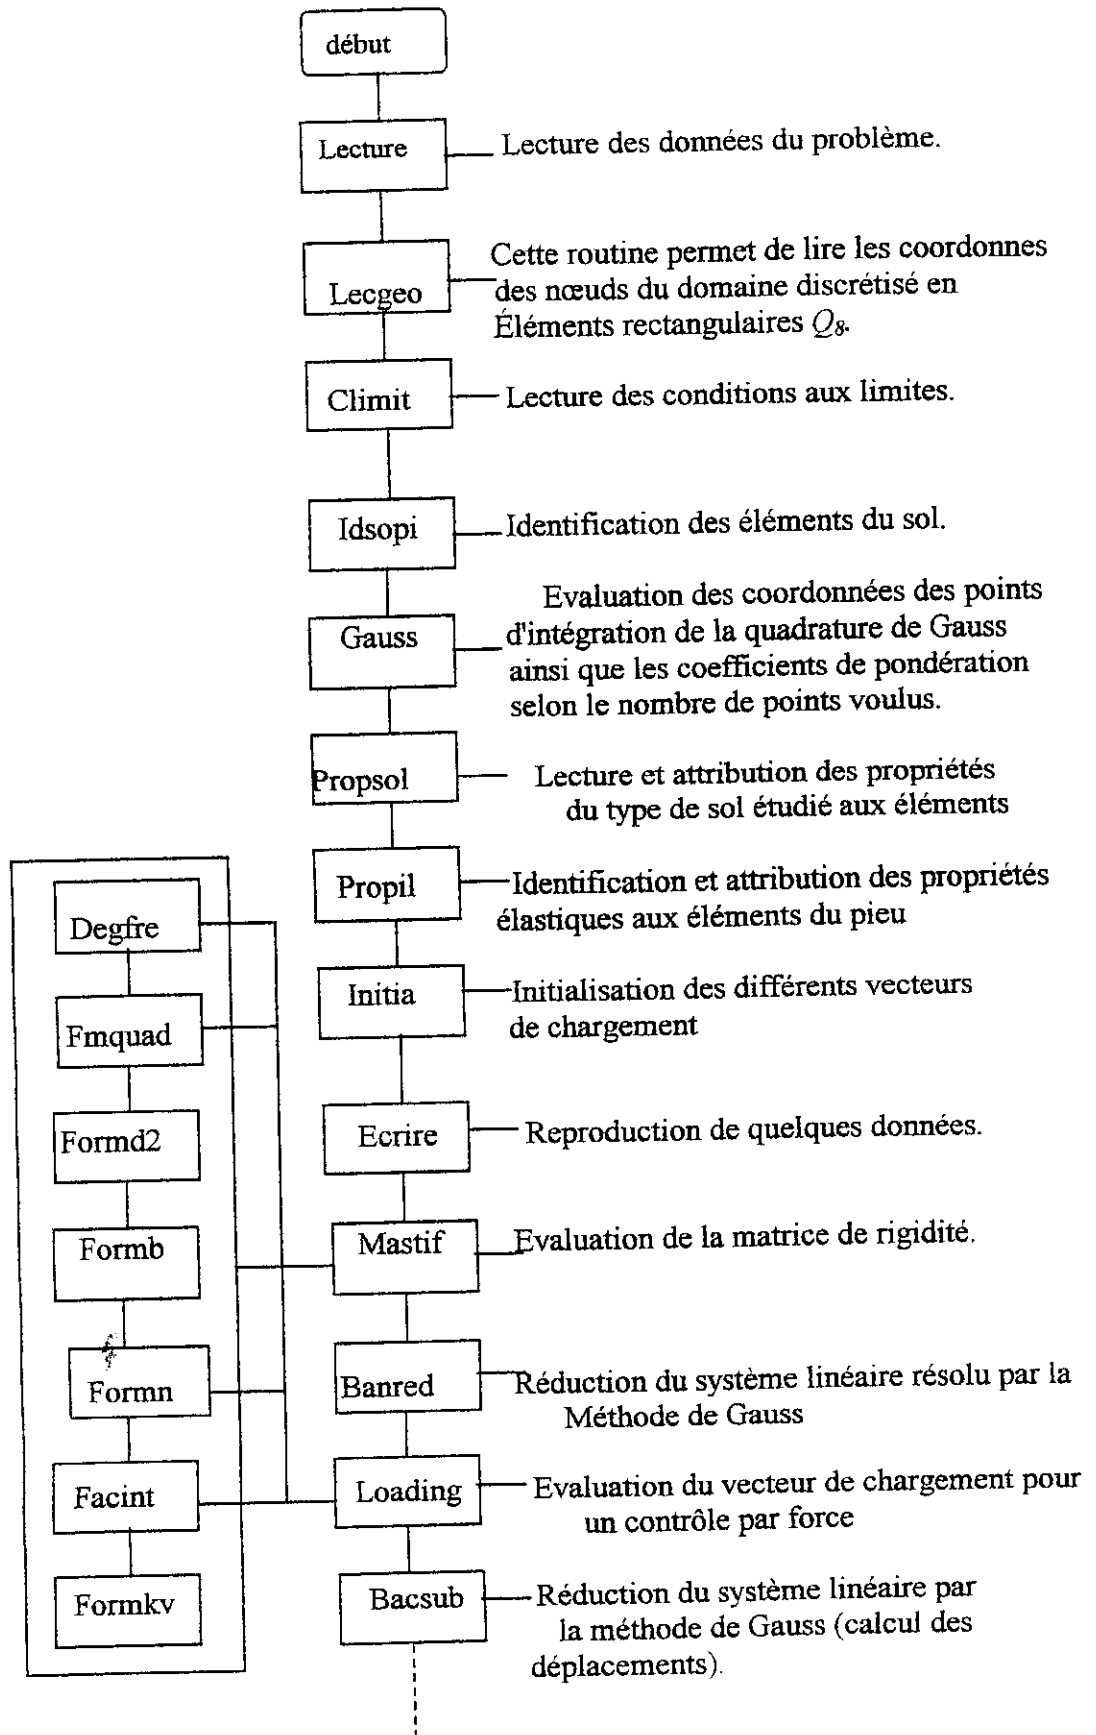 début
Lecture
Lecture des données du problème.
Lecgeo
Cette routine permet de lire les coordonnes
des nœuds du domaine discrétisé en
Éléments rectangulaires Q8.
Climit
Lecture des conditions aux limites.
Idsopi
Identification des éléments du sol.
Gauss
Evaluation des coordonnées des points
d'intégration de la quadrature de Gauss
ainsi que les coefficients de pondération
selon le nombre de points voulus.
Propsol
Lecture et attribution des propriétés
du type de sol étudié aux éléments
Propil
Identification et attribution des propriétés
élastiques aux éléments du pieu
Initia
Initialisation des différents vecteurs
de chargement
Ecrire
Reproduction de quelques données.
Mastif
Evaluation de la matrice de rigidité.
Banred
Réduction du système linéaire résolu par la
Méthode de Gauss
Loading
Evaluation du vecteur de chargement pour
un contrôle par force
Bacsub
Réduction du système linéaire par
la méthode de Gauss (calcul des
déplacements).
Degfre
Fmquad
Formd2
Formb
Formn
Facint
Formkv